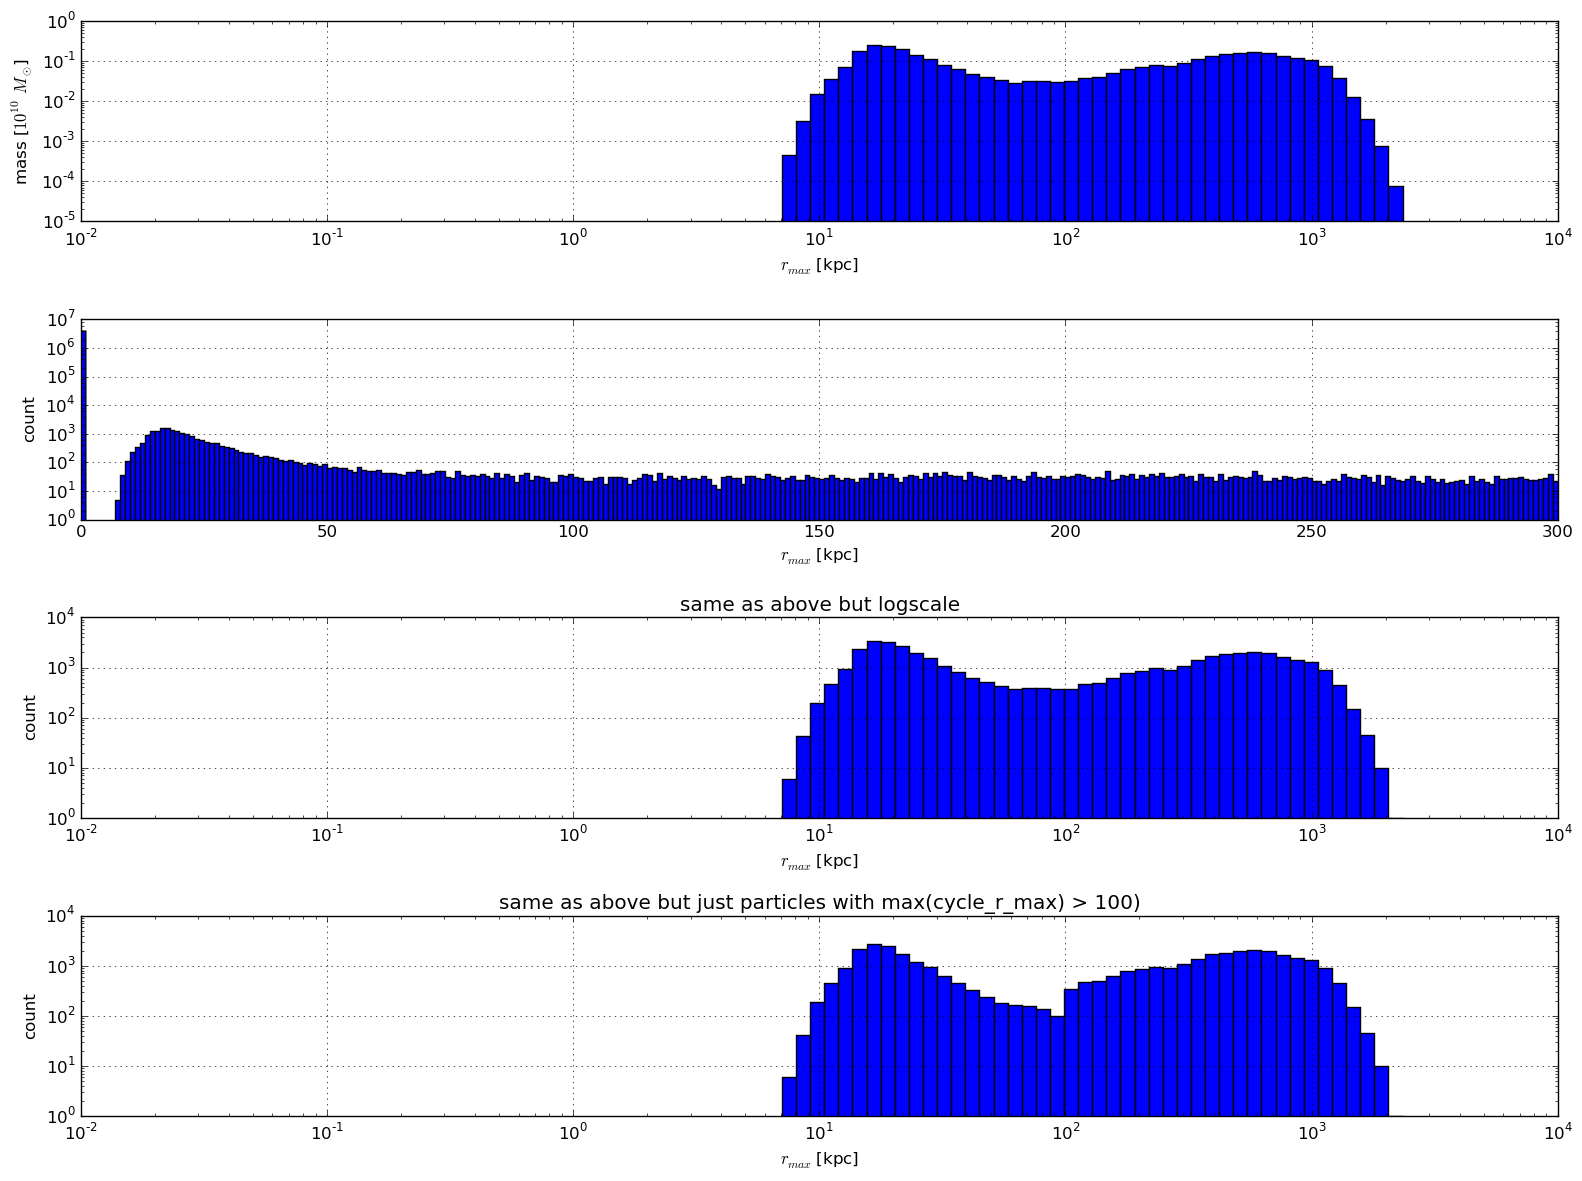 10^0
10^-1
10^-2
10^-3
10^-4
10^-5
mass [10^10 M_⊙]
10^-2 10^-1 10^0 10^1 10^2 10^3 10^4
r_max [kpc]
10^7
10^6
10^5
10^4
10^3
10^2
10^1
10^0
count
0 50 100 150 200 250 300
r_max [kpc]
same as above but logscale
10^4
10^3
10^2
10^1
10^0
count
10^-2 10^-1 10^0 10^1 10^2 10^3 10^4
r_max [kpc]
same as above but just particles with max(cycle_r_max) > 100)
10^4
10^3
10^2
10^1
10^0
count
10^-2 10^-1 10^0 10^1 10^2 10^3 10^4
r_max [kpc]